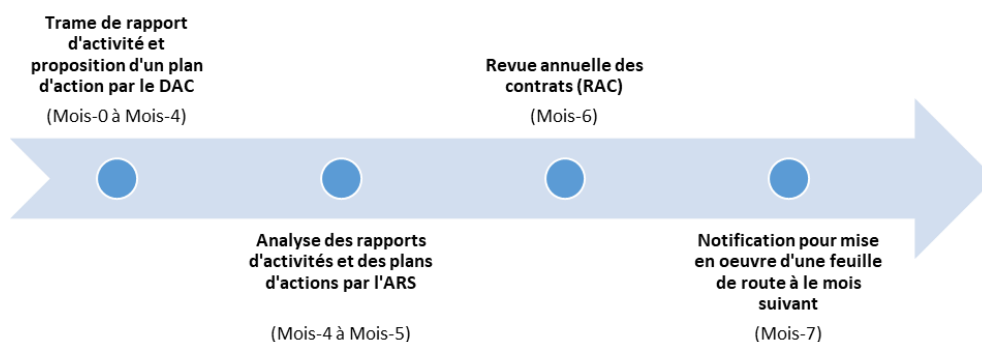 Trame de rapport
d'activité et
proposition d'un plan
d'action par le DAC
(Mois-0 à Mois-4)
Analyse des rapports
d'activités et des plans
d'actions par l'ARS
(Mois-4 à Mois-5)
Revue annuelle des
contrats (RAC)
(Mois-6)
Notification pour mise
en oeuvre d'une feuille
de route à le mois
suivant
(Mois-7)